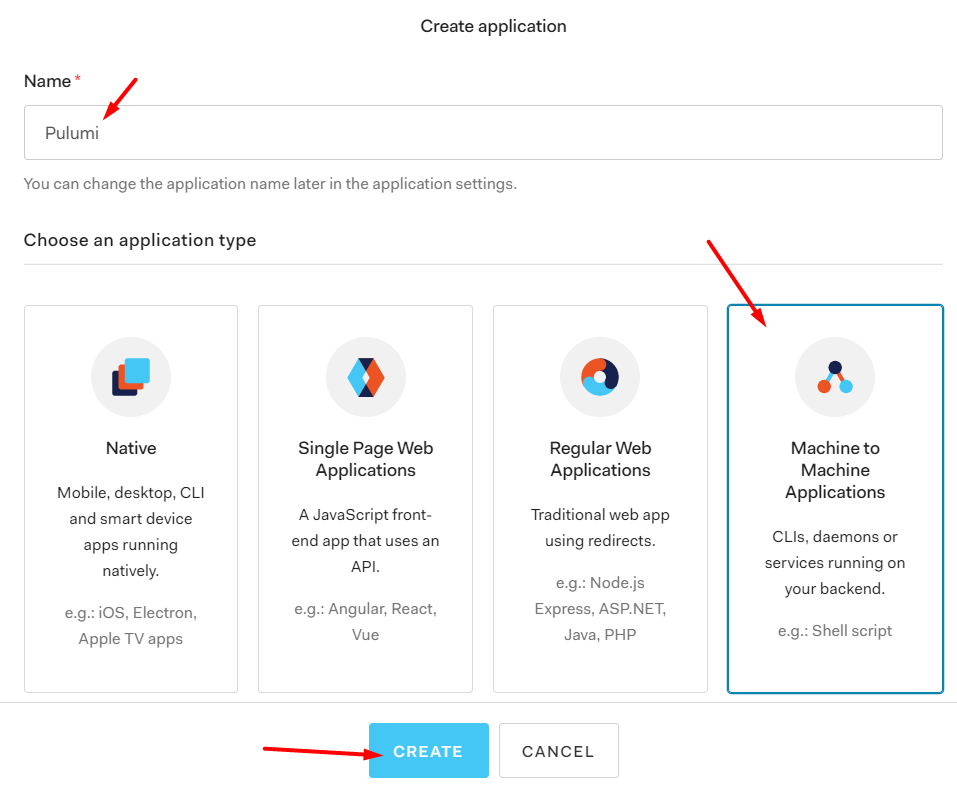 Create application
Name *
Pulumi
You can change the application name later in the application settings.
Choose an application type
Native
Mobile, desktop, CLI
and smart device
apps running
natively.
e.g.: iOS, Electron,
Apple TV apps
Single Page Web
Applications
A JavaScript front-
end app that uses an
API.
e.g.: Angular, React,
Vue
Regular Web
Applications
Traditional web app
using redirects.
e.g.: Node.js
Express, ASP.NET,
Java, PHP
Machine to
Machine
Applications
CLIs, daemons or
services running on
your backend.
e.g.: Shell script
CREATE
CANCEL